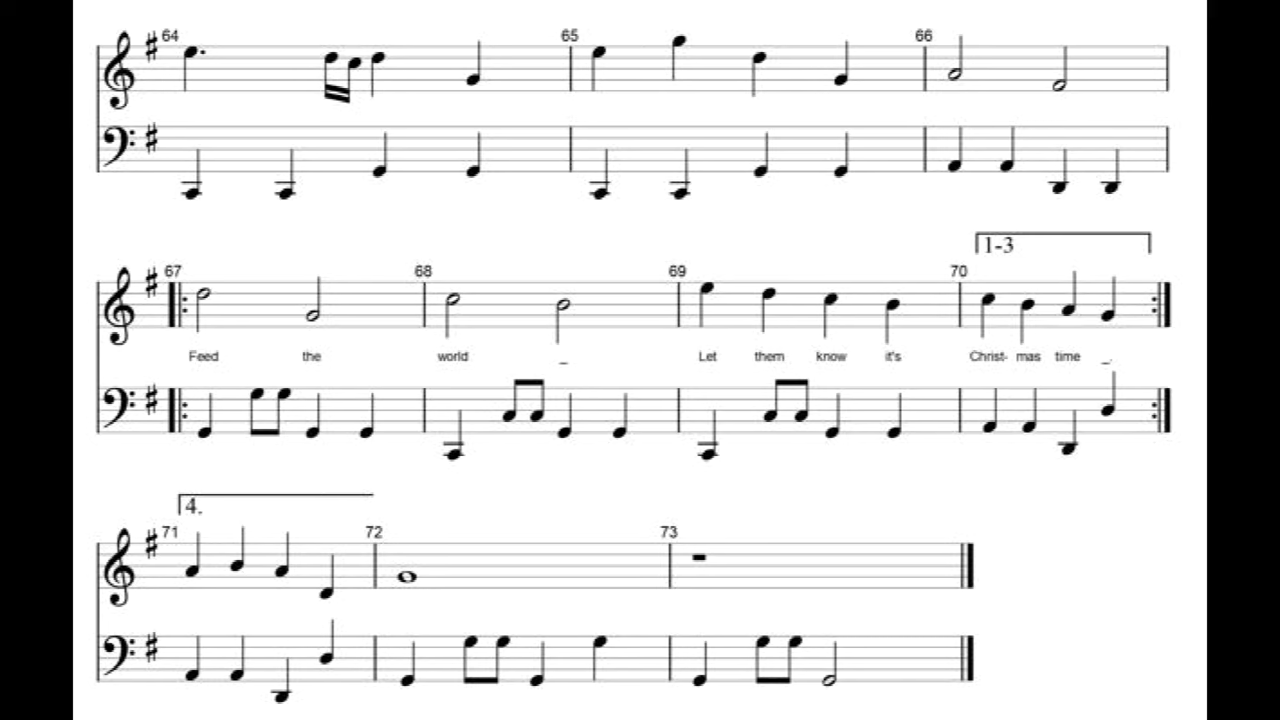 64 65 66
1-3
67 68 69 70
Feed the world _ Let them know it's Christ- mas time _.
4.
71 72 73